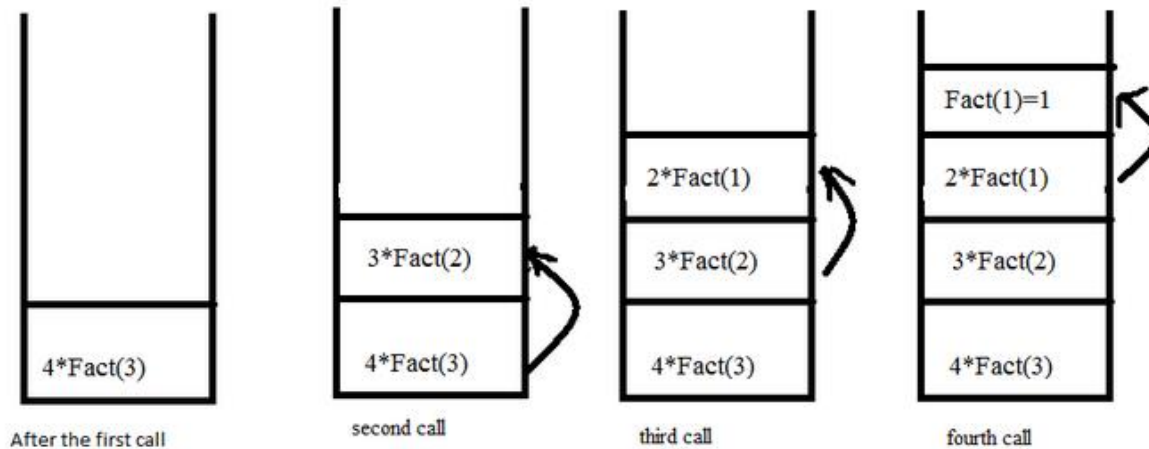 4*Fact(3)
After the first call
3*Fact(2)
4*Fact(3)
second call
2*Fact(1)
3*Fact(2)
4*Fact(3)
third call
Fact(1)=1
2*Fact(1)
3*Fact(2)
4*Fact(3)
fourth call